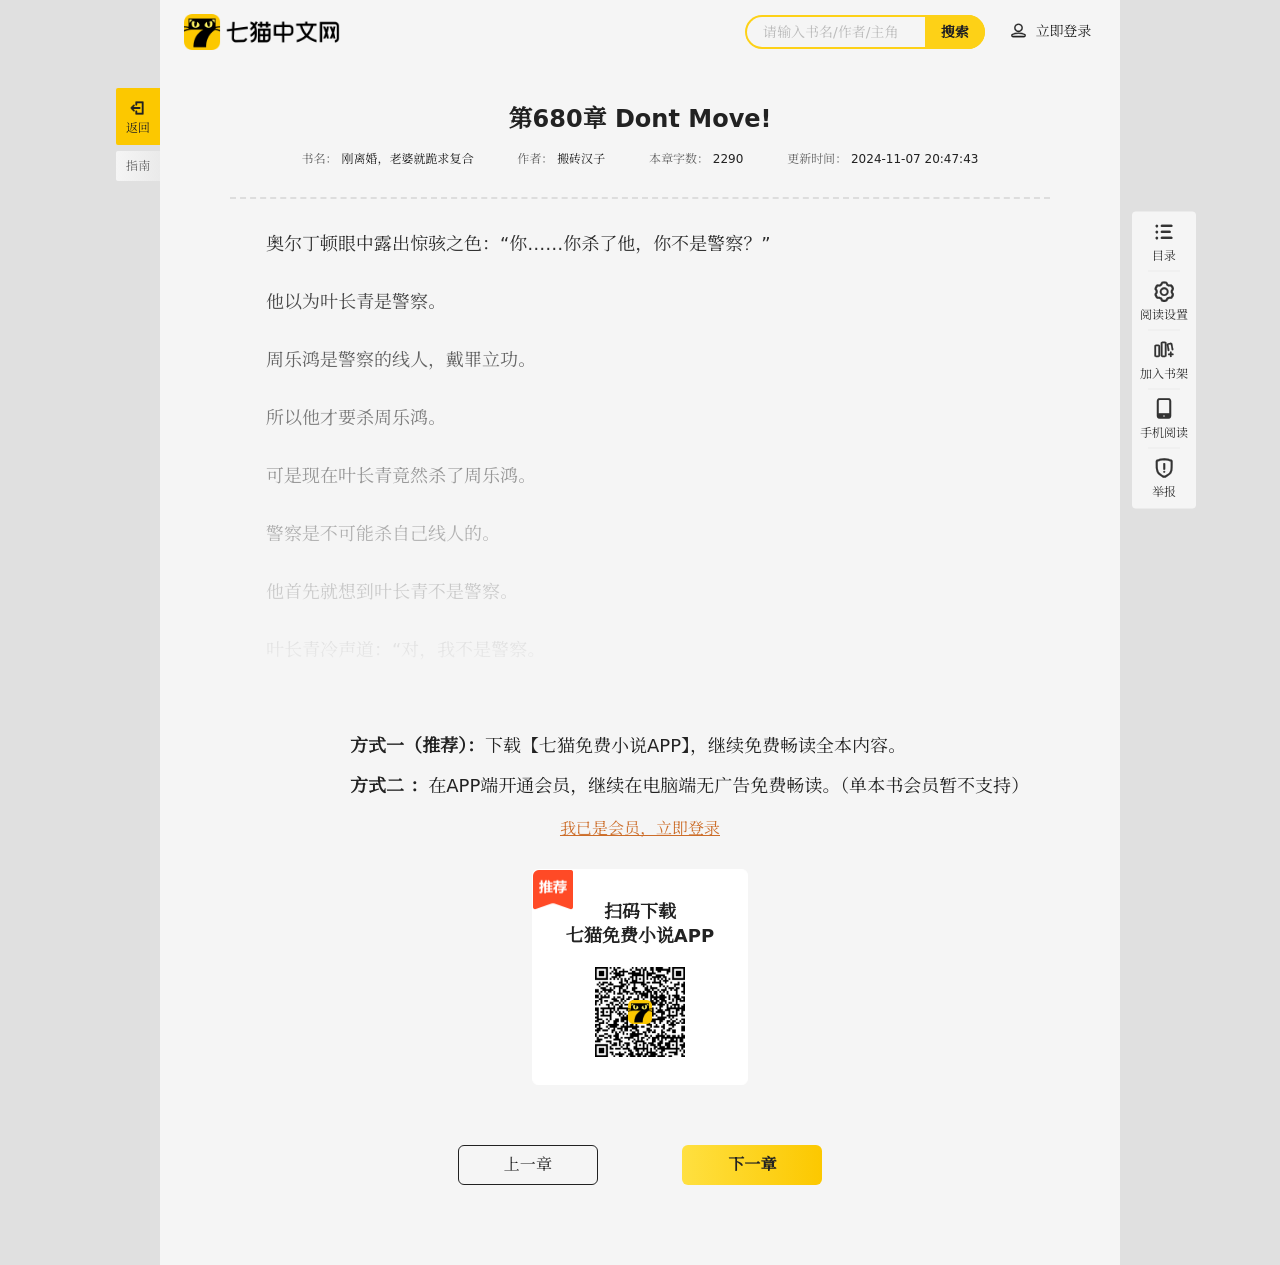 七猫中文网
请输入书名/作者/主角
搜索
立即登录
返回
指南
第680章 Dont Move!
书名： 刚离婚，老婆就跪求复合 作者： 搬砖汉子 本章字数： 2290 更新时间： 2024-11-07 20:47:43
奥尔丁顿眼中露出惊骇之色：“你……你杀了他，你不是警察？”
他以为叶长青是警察。
周乐鸿是警察的线人，戴罪立功。
所以他才要杀周乐鸿。
可是现在叶长青竟然杀了周乐鸿。
警察是不可能杀自己线人的。
他首先就想到叶长青不是警察。
叶长青冷声道：“对，我不是警察。
目录
阅读设置
加入书架
手机阅读
举报
方式一（推荐）：下载【七猫免费小说APP】，继续免费畅读全本内容。
方式二 ：在APP端开通会员，继续在电脑端无广告免费畅读。（单本书会员暂不支持）
我已是会员，立即登录
推荐
扫码下载
七猫免费小说APP
上一章
下一章